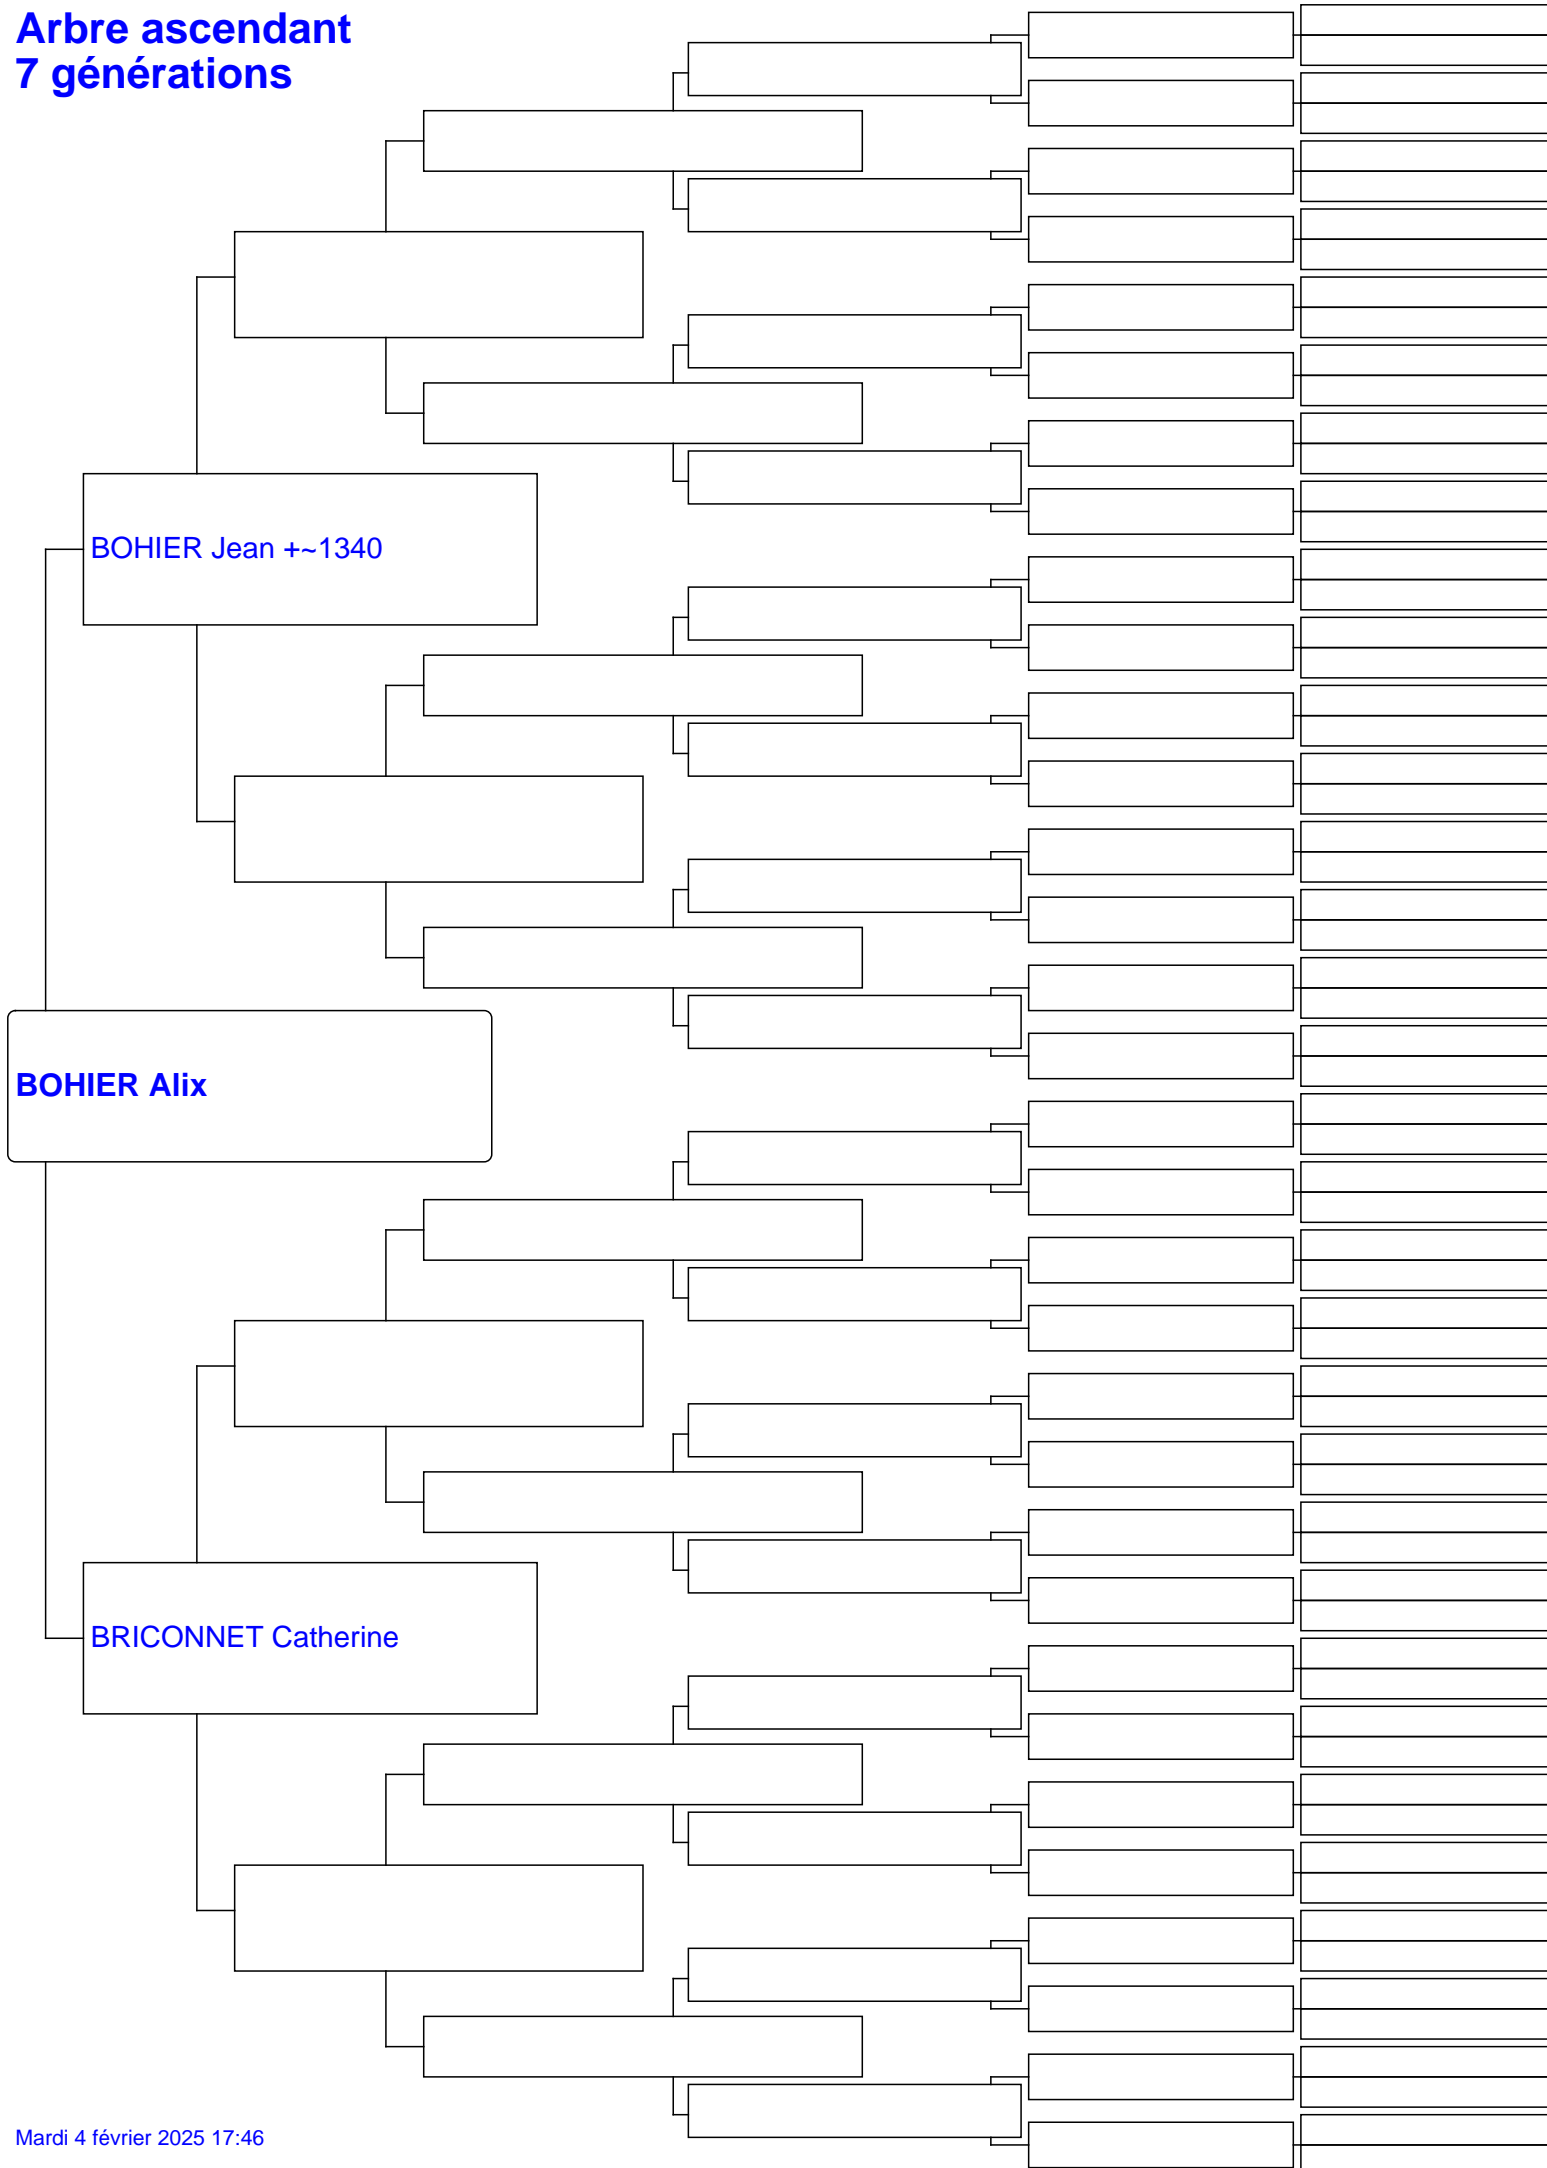 Arbre ascendant
7 générations
BOHIER Jean +~1340
BOHIER Alix
BRICONNET Catherine
Mardi 4 février 2025 17:46